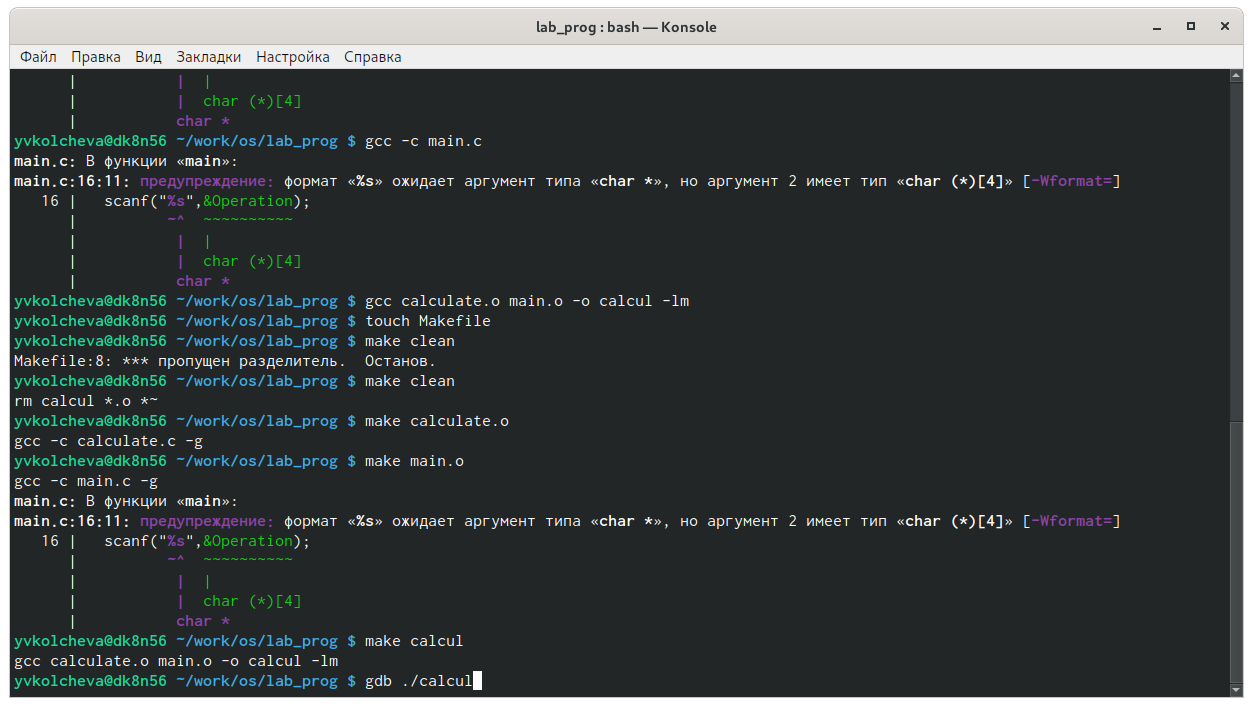 lab_prog : bash — Konsole
Файл Правка Вид Закладки Настройка Справка
| | |
| | char (*)[4]
| char *
yvkolcheva@dk8n56 ~/work/os/lab_prog $ gcc -c main.c
main.c: В функции «main»:
main.c:16:11: предупреждение: формат «%s» ожидает аргумент типа «char *», но аргумент 2 имеет тип «char (*)[4]» [-Wformat=]
16 | scanf("%s",&Operation);
| ~^ ~~~~~~~~~~
| | |
| | char (*)[4]
| char *
yvkolcheva@dk8n56 ~/work/os/lab_prog $ gcc calculate.o main.o -o calcul -lm
yvkolcheva@dk8n56 ~/work/os/lab_prog $ touch Makefile
yvkolcheva@dk8n56 ~/work/os/lab_prog $ make clean
Makefile:8: *** пропущен разделитель. Останов.
yvkolcheva@dk8n56 ~/work/os/lab_prog $ make clean
rm calcul *.o *~
yvkolcheva@dk8n56 ~/work/os/lab_prog $ make calculate.o
gcc -c calculate.c -g
yvkolcheva@dk8n56 ~/work/os/lab_prog $ make main.o
gcc -c main.c -g
main.c: В функции «main»:
main.c:16:11: предупреждение: формат «%s» ожидает аргумент типа «char *», но аргумент 2 имеет тип «char (*)[4]» [-Wformat=]
16 | scanf("%s",&Operation);
| ~^ ~~~~~~~~~~
| | |
| | char (*)[4]
| char *
yvkolcheva@dk8n56 ~/work/os/lab_prog $ make calcul
gcc calculate.o main.o -o calcul -lm
yvkolcheva@dk8n56 ~/work/os/lab_prog $ gdb ./calcul